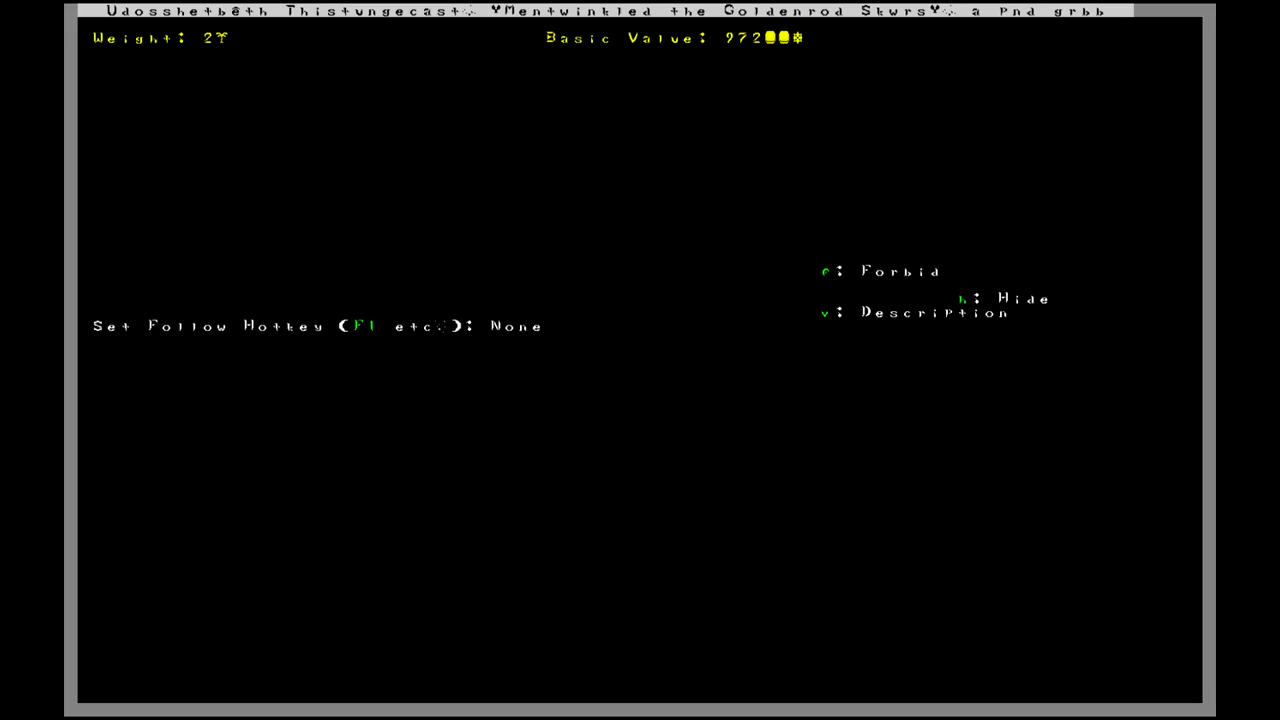 Udosshetbêth Thistungecast, "Mentwinkled the Goldenrod Skwrs", a pnd grbb
Weight: 2Γ Basic Value: 972☼
f: Forbid
h: Hide
v: Description
Set Follow Hotkey (F1 etc.): None